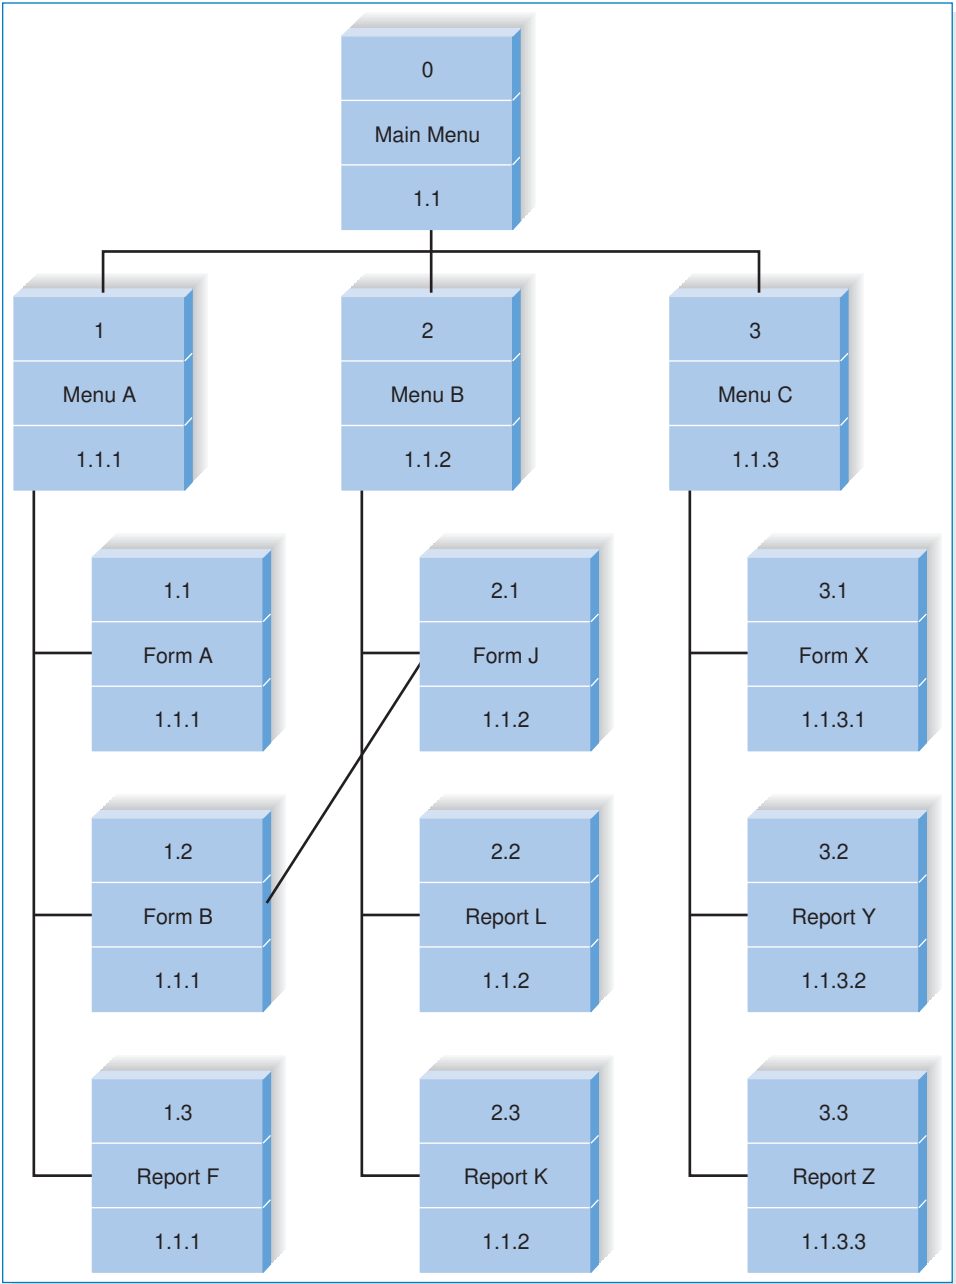 0
Main Menu
1.1
1
Menu A
1.1.1
2
Menu B
1.1.2
3
Menu C
1.1.3
1.1
Form A
1.1.1
2.1
Form J
1.1.2
3.1
Form X
1.1.3.1
1.2
Form B
1.1.1
2.2
Report L
1.1.2
3.2
Report Y
1.1.3.2
1.3
Report F
1.1.1
2.3
Report K
1.1.2
3.3
Report Z
1.1.3.3